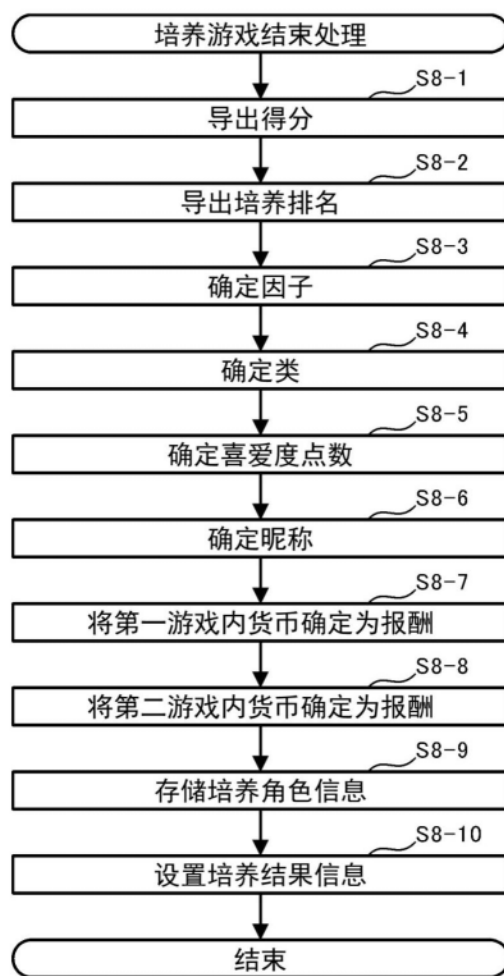 培养游戏结束处理
S8-1
导出得分
S8-2
导出培养排名
S8-3
确定因子
S8-4
确定类
S8-5
确定喜爱度点数
S8-6
确定昵称
S8-7
将第一游戏内货币确定为报酬
S8-8
将第二游戏内货币确定为报酬
S8-9
存储培养角色信息
S8-10
设置培养结果信息
结束